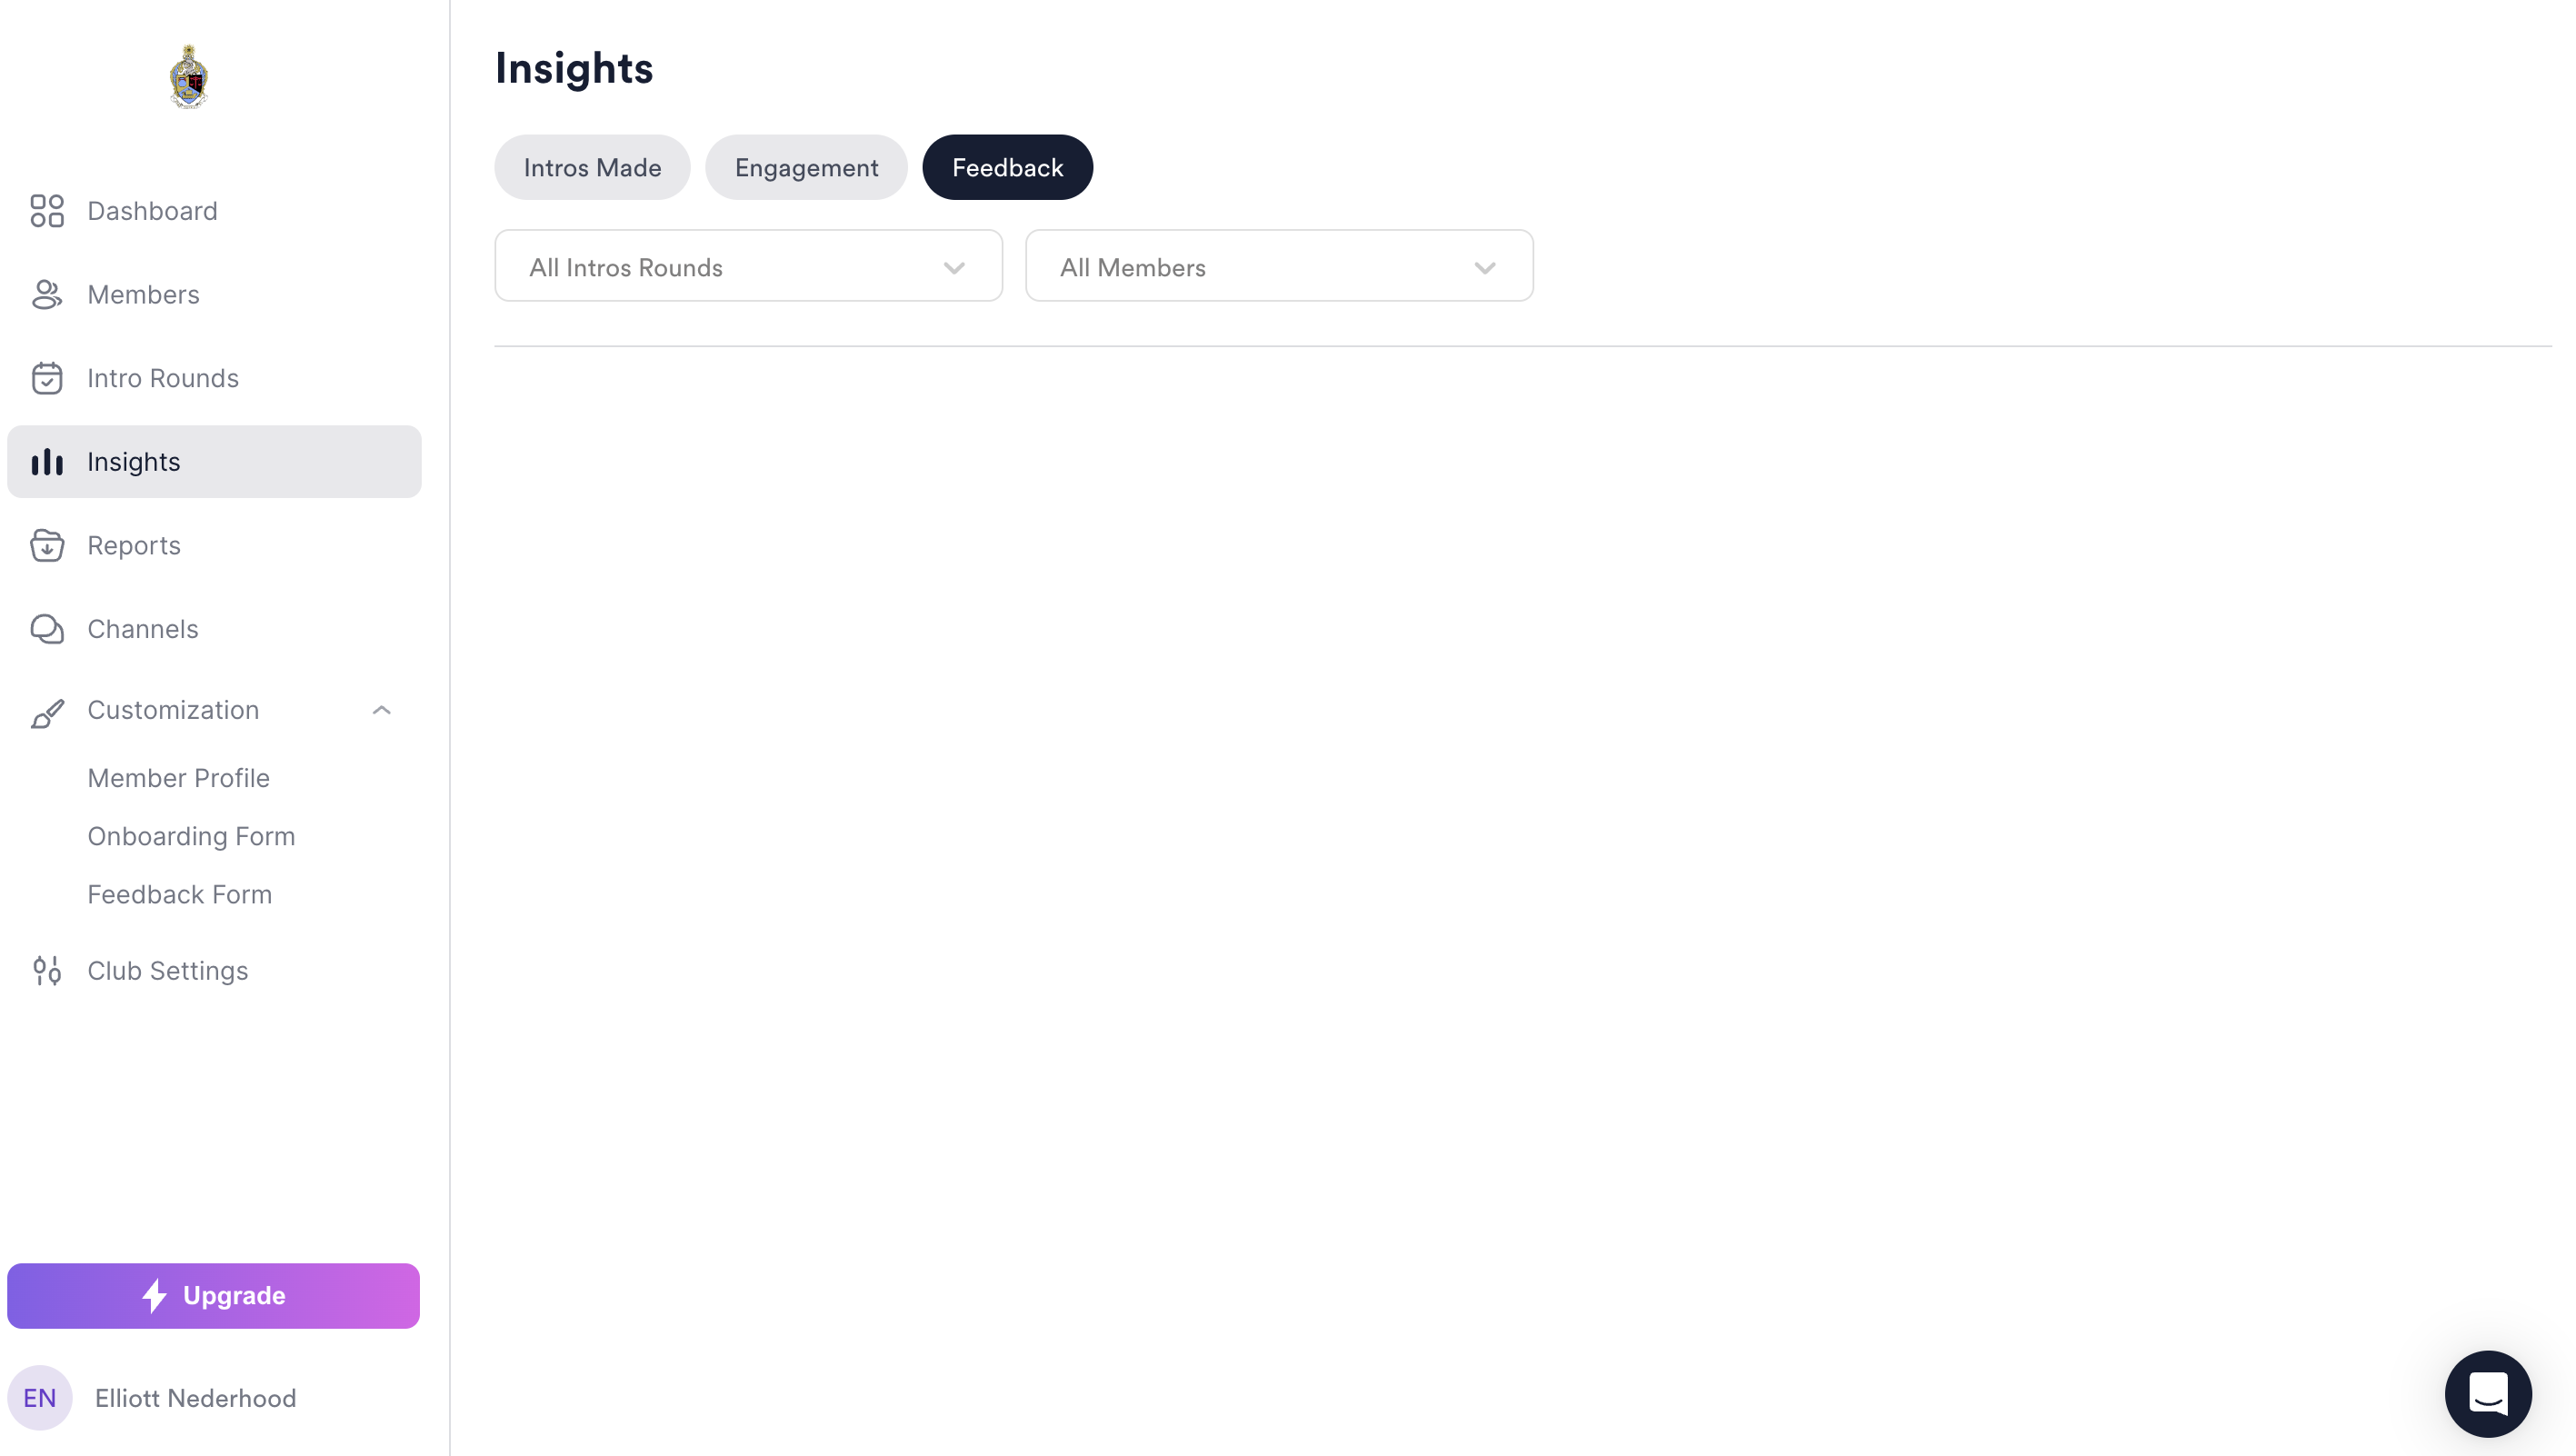 Dashboard
Members
Intro Rounds
Insights
Reports
Channels
Customization
Member Profile
Onboarding Form
Feedback Form
Club Settings
Upgrade
EN
Elliott Nederhood
Insights
Intros Made
Engagement
Feedback
All Intros Rounds
All Members